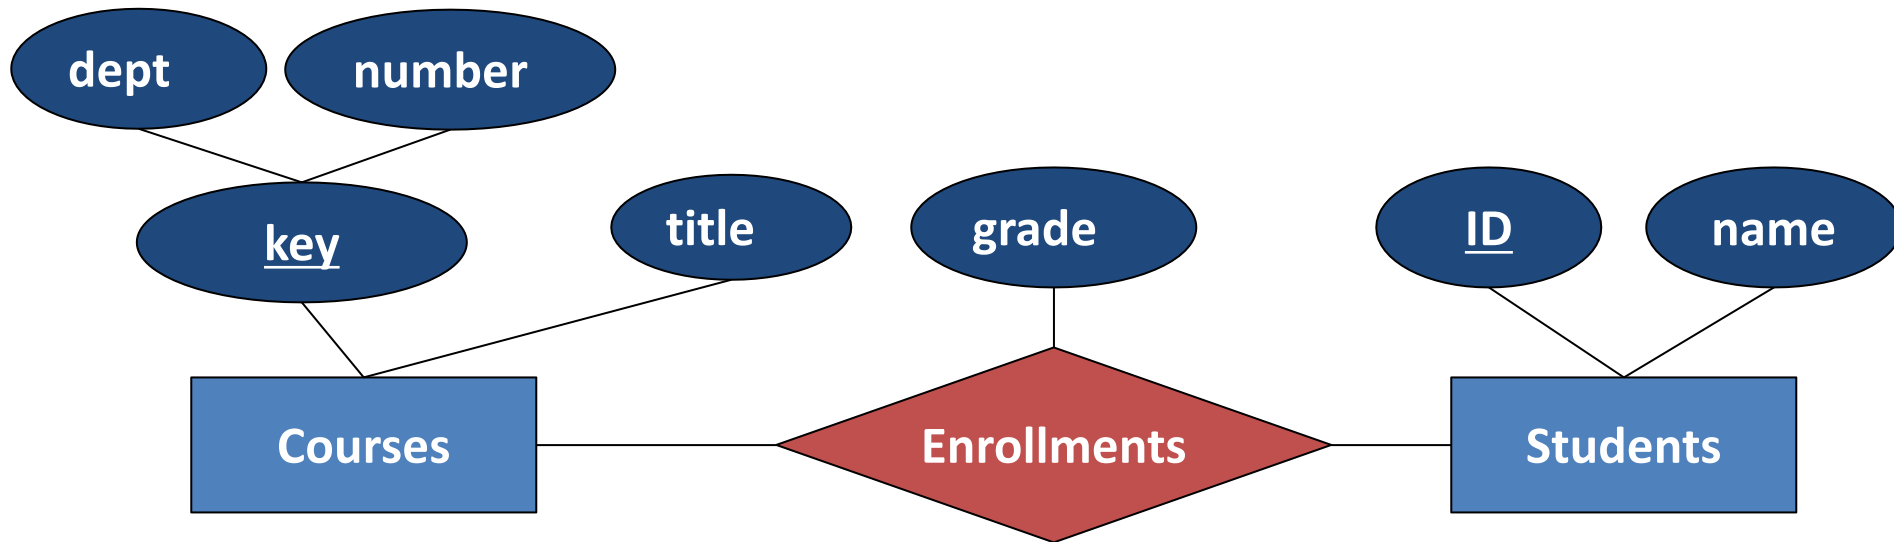 dept
number
key
title
grade
ID
name
Courses
Enrollments
Students